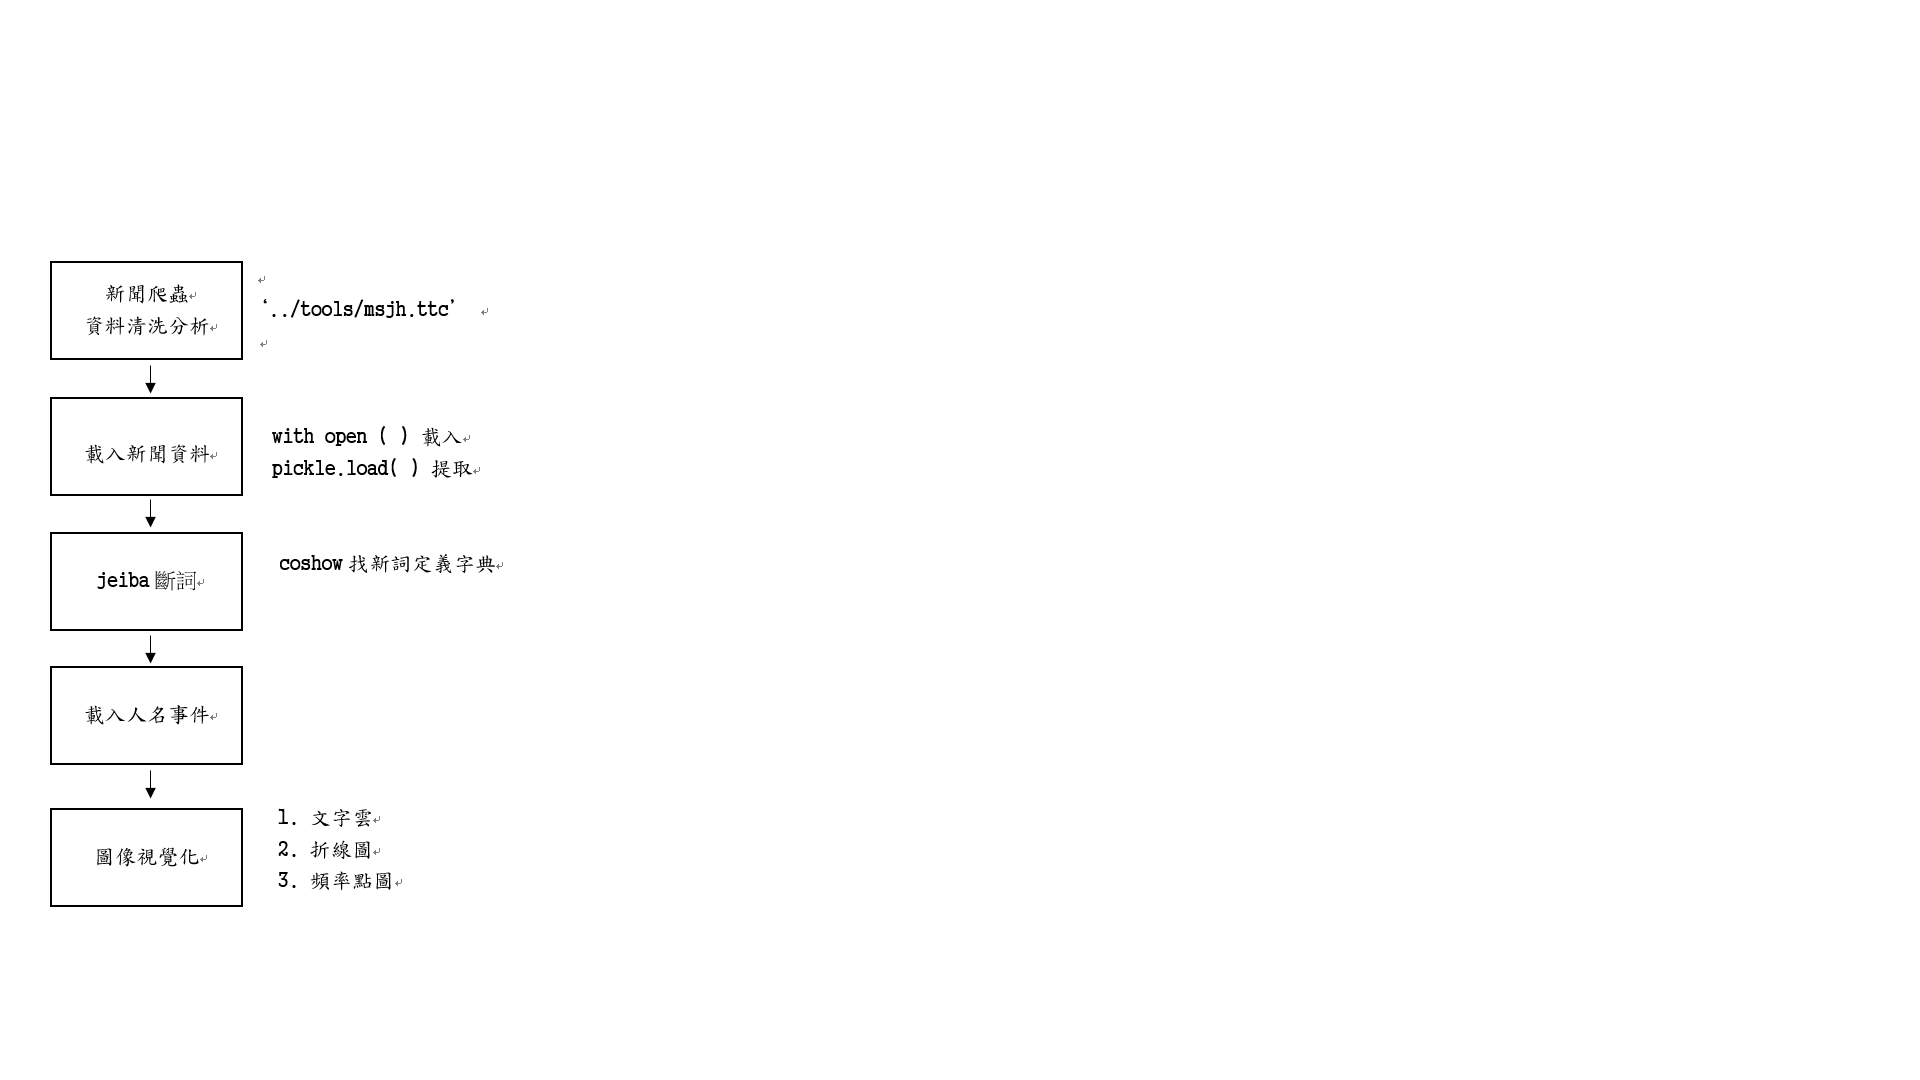 新聞爬蟲
資料清洗分析
‘../tools/msjh.ttc’
載入新聞資料
with open ( ) 載入
pickle.load( ) 提取
jeiba 斷詞
coshow 找新詞定義字典
載入人名事件
圖像視覺化
1. 文字雲
2. 折線圖
3. 頻率點圖